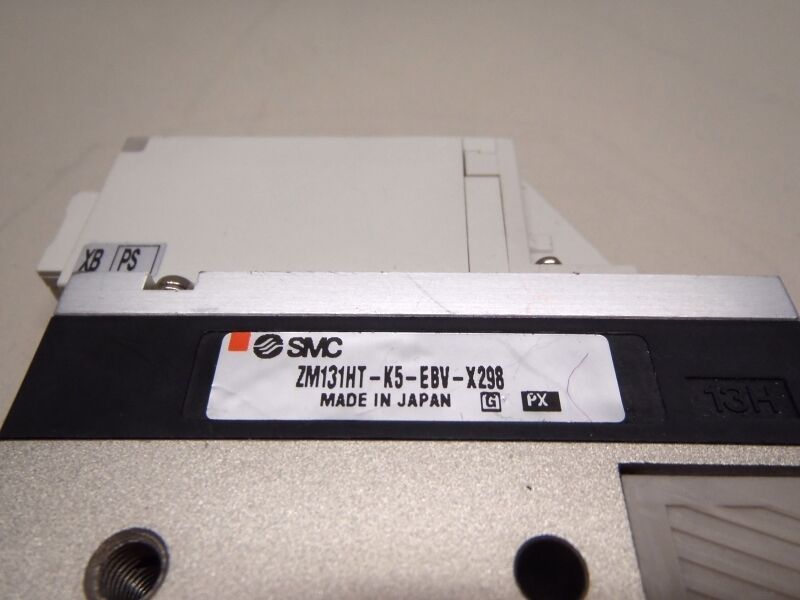 XB PS
SMC
ZM131HT-K5-EBV-X298
MADE IN JAPAN G PX
13H